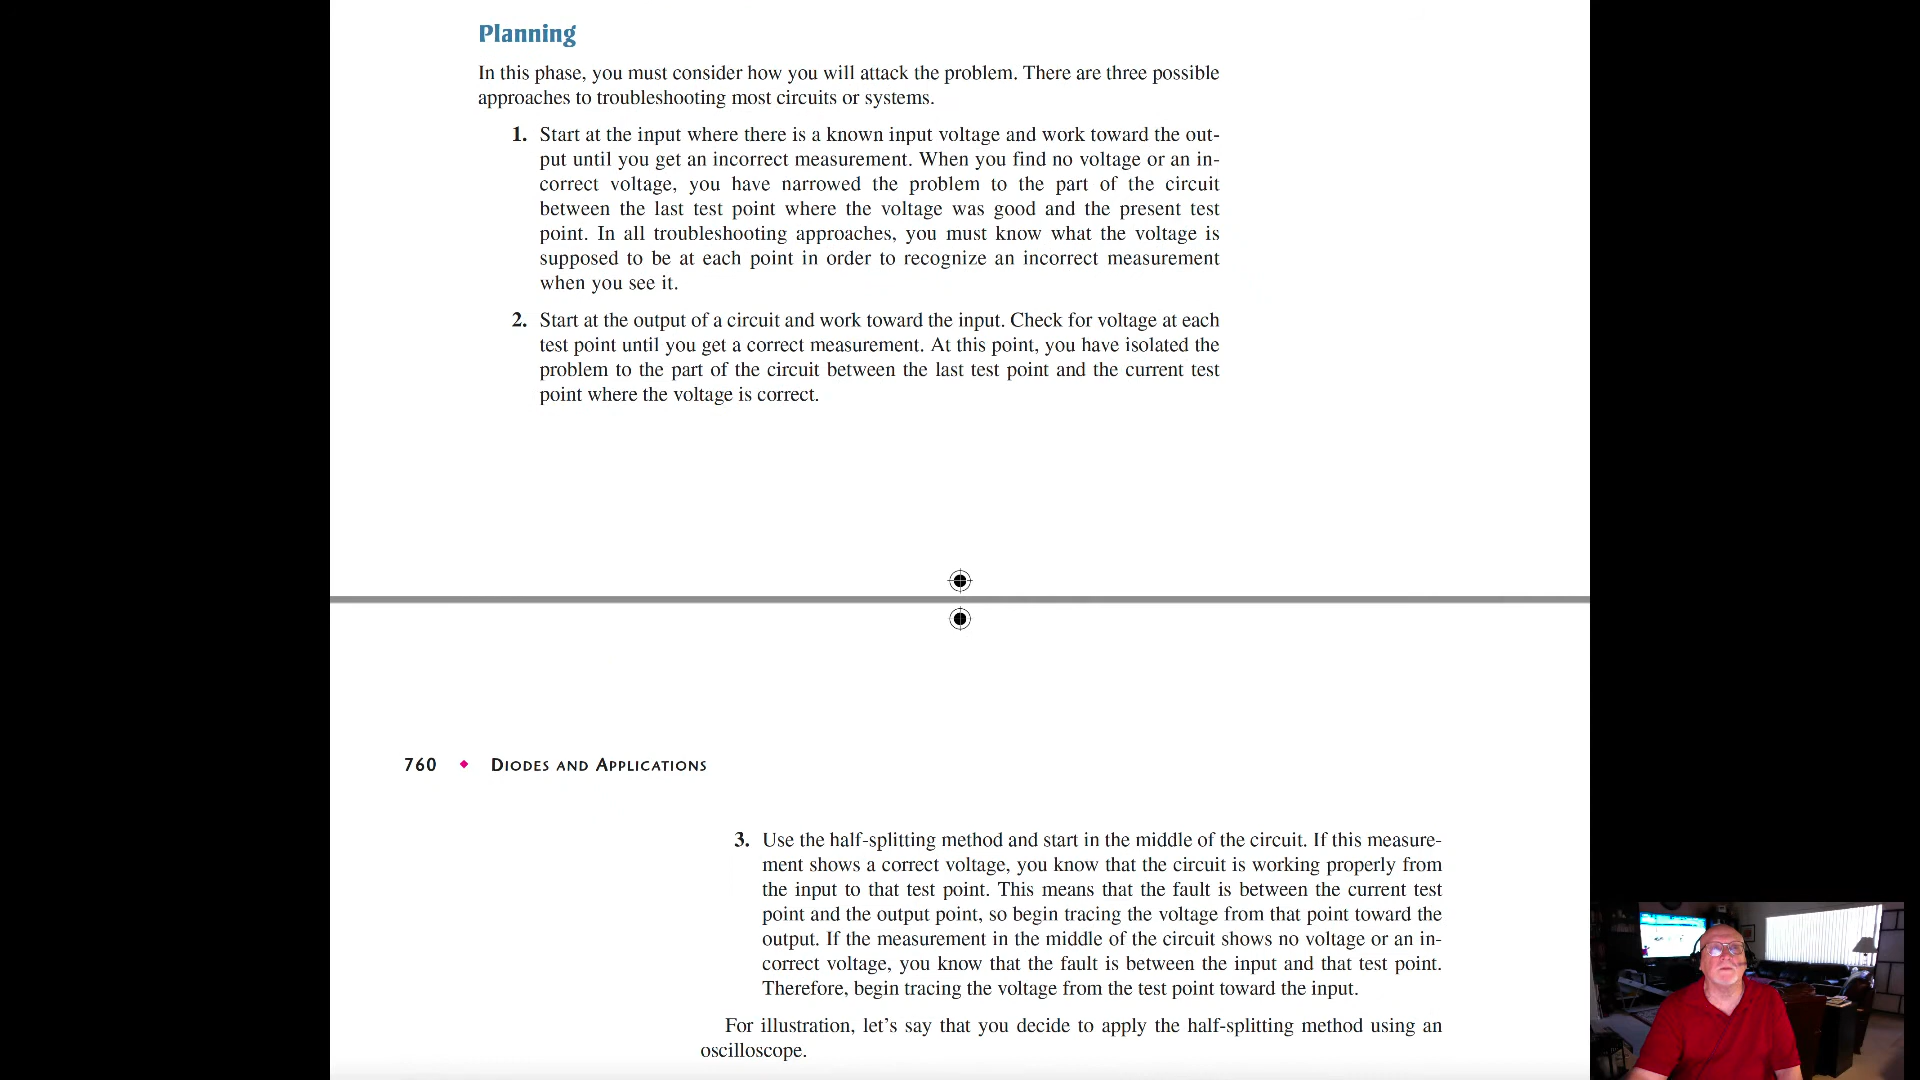 Planning
In this phase, you must consider how you will attack the problem. There are three possible
approaches to troubleshooting most circuits or systems.
1. Start at the input where there is a known input voltage and work toward the out-
put until you get an incorrect measurement. When you find no voltage or an in-
correct voltage, you have narrowed the problem to the part of the circuit
between the last test point where the voltage was good and the present test
point. In all troubleshooting approaches, you must know what the voltage is
supposed to be at each point in order to recognize an incorrect measurement
when you see it.
2. Start at the output of a circuit and work toward the input. Check for voltage at each
test point until you get a correct measurement. At this point, you have isolated the
problem to the part of the circuit between the last test point and the current test
point where the voltage is correct.
760 ◆ DIODES AND APPLICATIONS
3. Use the half-splitting method and start in the middle of the circuit. If this measure-
ment shows a correct voltage, you know that the circuit is working properly from
the input to that test point. This means that the fault is between the current test
point and the output point, so begin tracing the voltage from that point toward the
output. If the measurement in the middle of the circuit shows no voltage or an in-
correct voltage, you know that the fault is between the input and that test point.
Therefore, begin tracing the voltage from the test point toward the input.
For illustration, let’s say that you decide to apply the half-splitting method using an
oscilloscope.